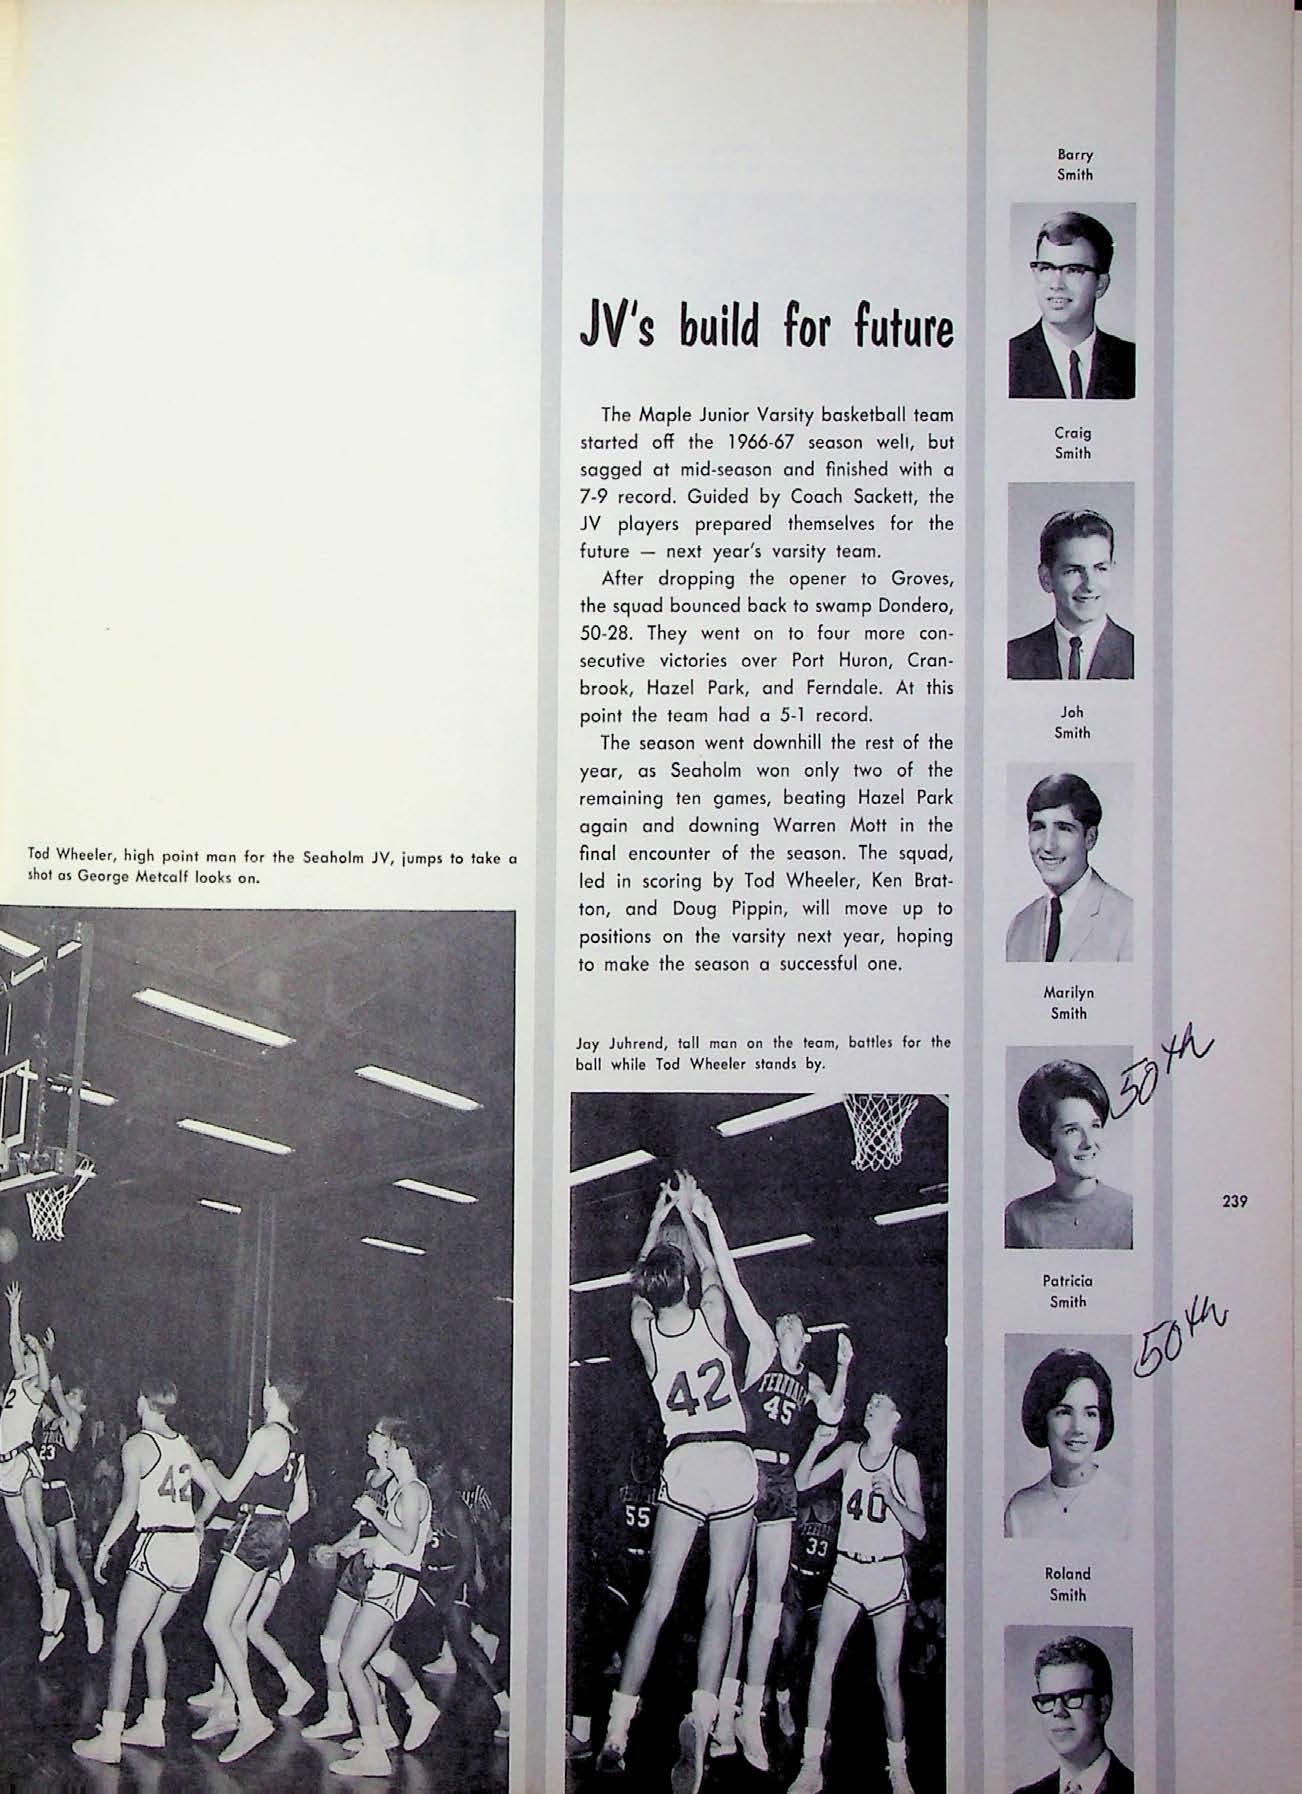 JV's build for future
The Maple Junior Varsity basketball team
started off the 1966-67 season well, but
sagged at mid-season and finished with a
7-9 record. Guided by Coach Sackett, the
JV players prepared themselves for the
future — next year's varsity team.
After dropping the opener to Groves,
the squad bounced back to swamp Dondero,
50-28. They went on to four more con-
secutive victories over Port Huron, Cran-
brook, Hazel Park, and Ferndale. At this
point the team had a 5-1 record.
The season went downhill the rest of the
year, as Seaholm won only two of the
remaining ten games, beating Hazel Park
again and downing Warren Mott in the
final encounter of the season. The squad,
led in scoring by Tod Wheeler, Ken Brat-
ton, and Doug Pippin, will move up to
positions on the varsity next year, hoping
to make the season a successful one.
Tod Wheeler, high point man for the Seaholm JV, jumps to take a
shot as George Metcalf looks on.
23
42
Jay Juhrend, tall man on the team, battles for the
ball while Tod Wheeler stands by.
42
45
40
55
33
Barry
Smith
Craig
Smith
Joh
Smith
Marilyn
Smith
50th
Patricia
Smith
50th
Roland
Smith
239